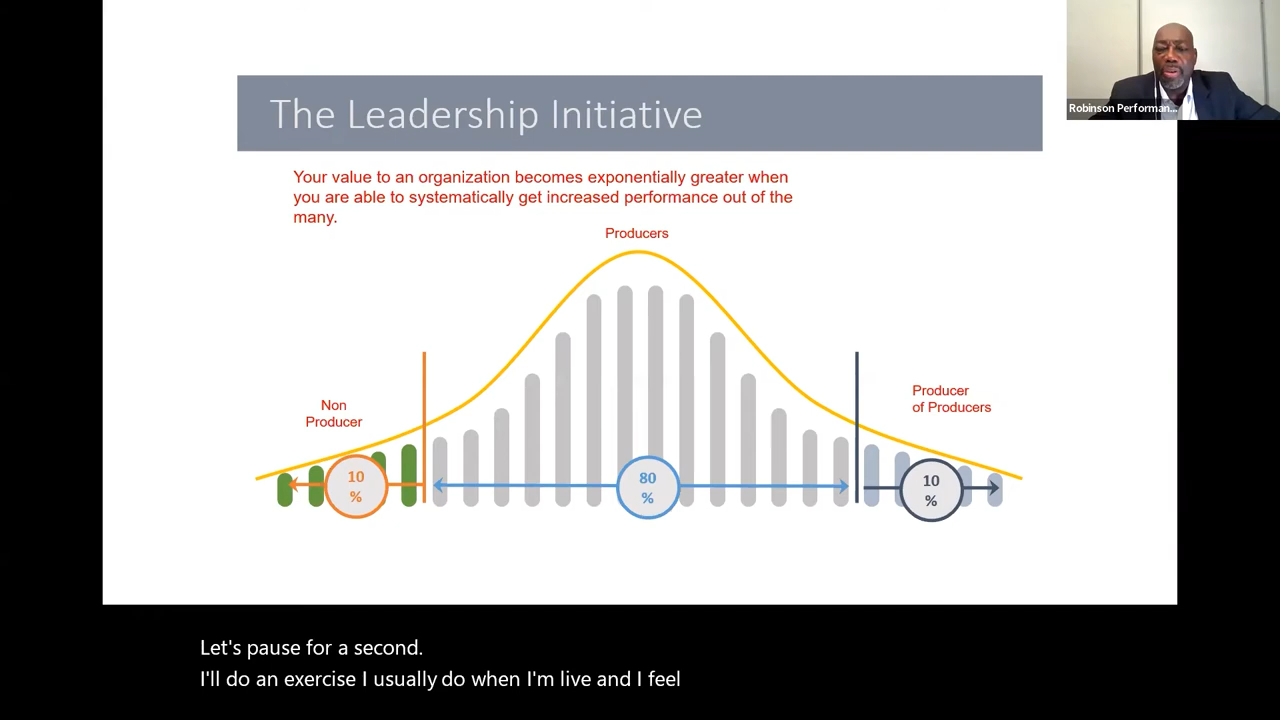 The Leadership Initiative
Robinson Performan...
Your value to an organization becomes exponentially greater when
you are able to systematically get increased performance out of the
many.
Producers
Non
Producer
Producer
of Producers
10
%
80
%
10
%
Let's pause for a second.
I'll do an exercise I usually do when I'm live and I feel